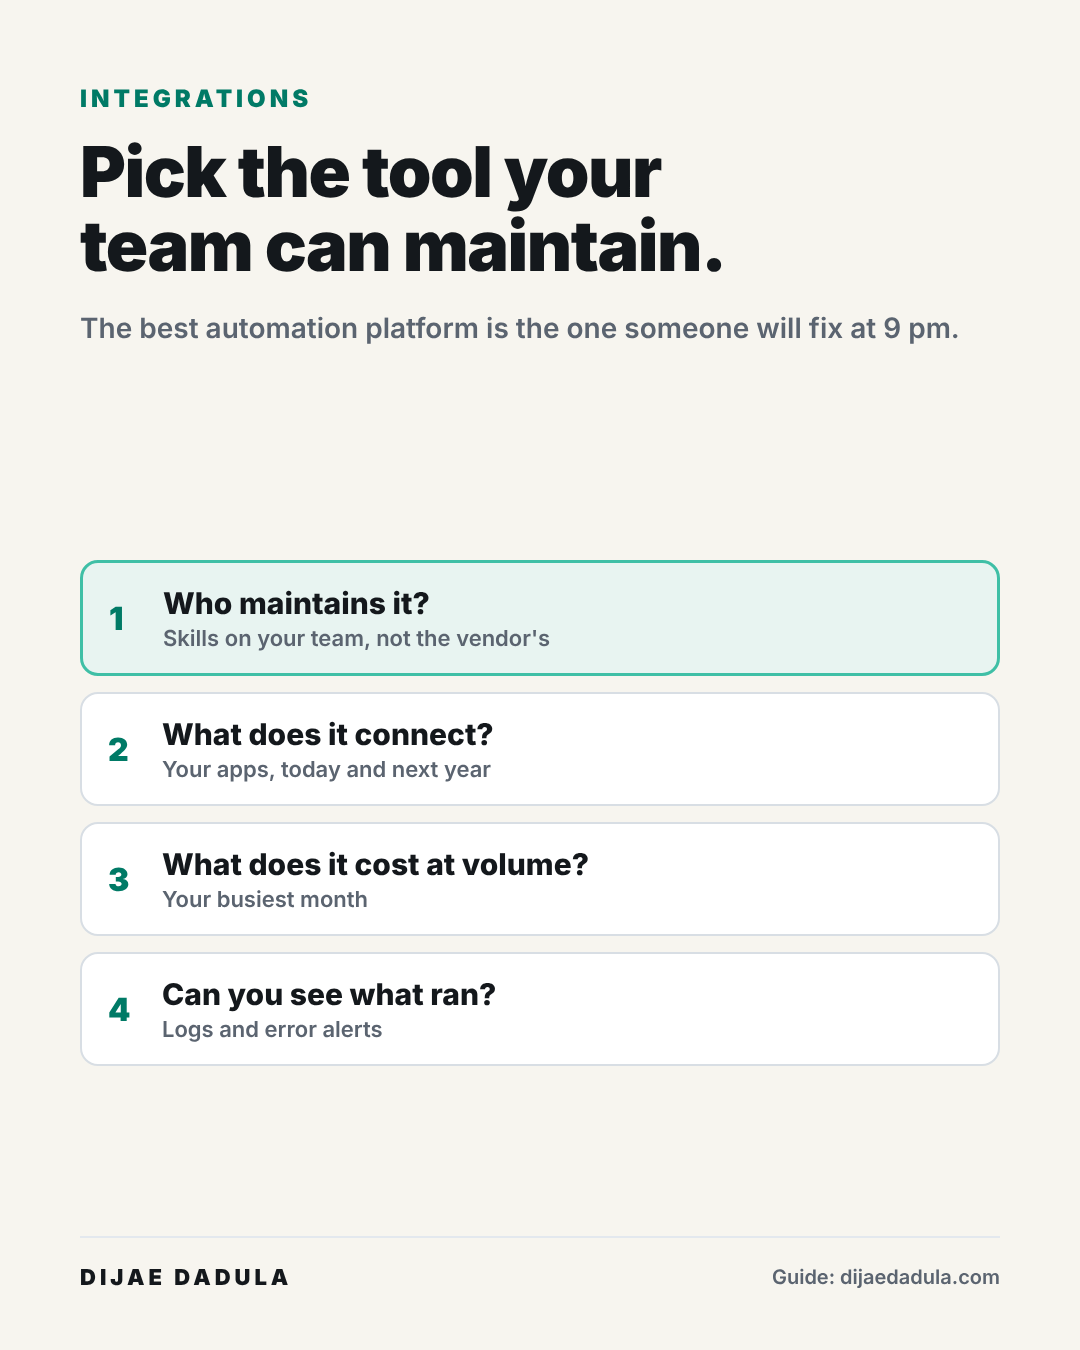 INTEGRATIONS
Pick the tool your
team can maintain.
The best automation platform is the one someone will fix at 9 pm.
1
Who maintains it?
Skills on your team, not the vendor's
2
What does it connect?
Your apps, today and next year
3
What does it cost at volume?
Your busiest month
4
Can you see what ran?
Logs and error alerts
DIJAE DADULA
Guide: dijaedadula.com